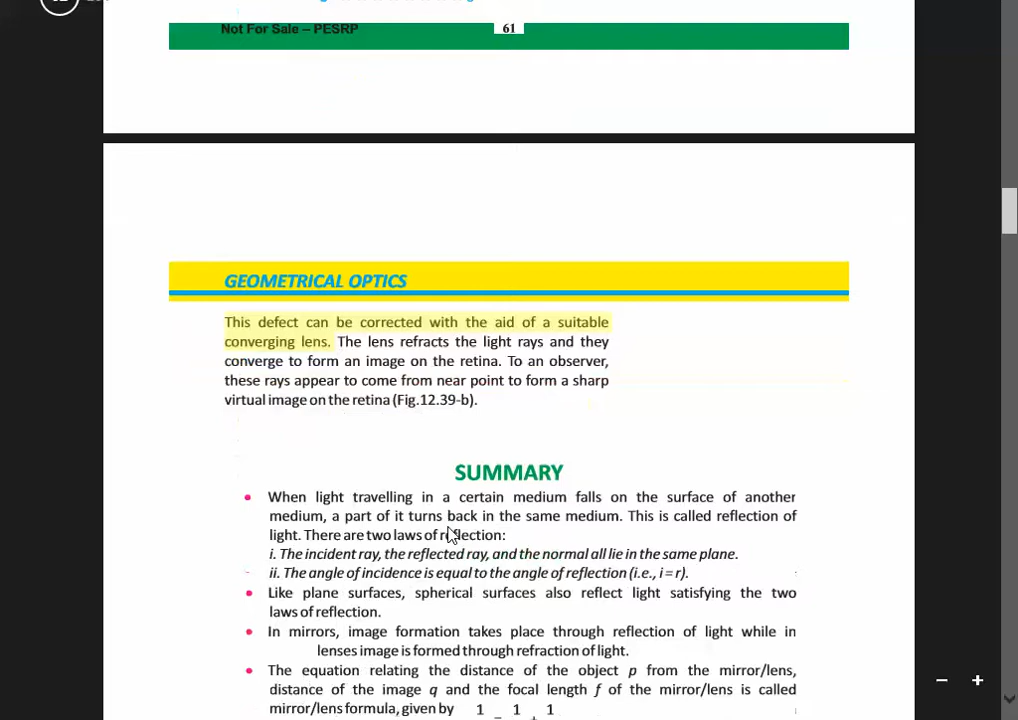 Not For Sale – PESRP
61
GEOMETRICAL OPTICS
This defect can be corrected with the aid of a suitable
converging lens. The lens refracts the light rays and they
converge to form an image on the retina. To an observer,
these rays appear to come from near point to form a sharp
virtual image on the retina (Fig.12.39-b).
SUMMARY
• When light travelling in a certain medium falls on the surface of another
medium, a part of it turns back in the same medium. This is called reflection of
light. There are two laws of reflection:
i. The incident ray, the reflected ray, and the normal all lie in the same plane.
ii. The angle of incidence is equal to the angle of reflection (i.e., i = r).
• Like plane surfaces, spherical surfaces also reflect light satisfying the two
laws of reflection.
• In mirrors, image formation takes place through reflection of light while in
lenses image is formed through refraction of light.
• The equation relating the distance of the object p from the mirror/lens,
distance of the image q and the focal length f of the mirror/lens is called
mirror/lens formula, given by 1 = 1 + 1